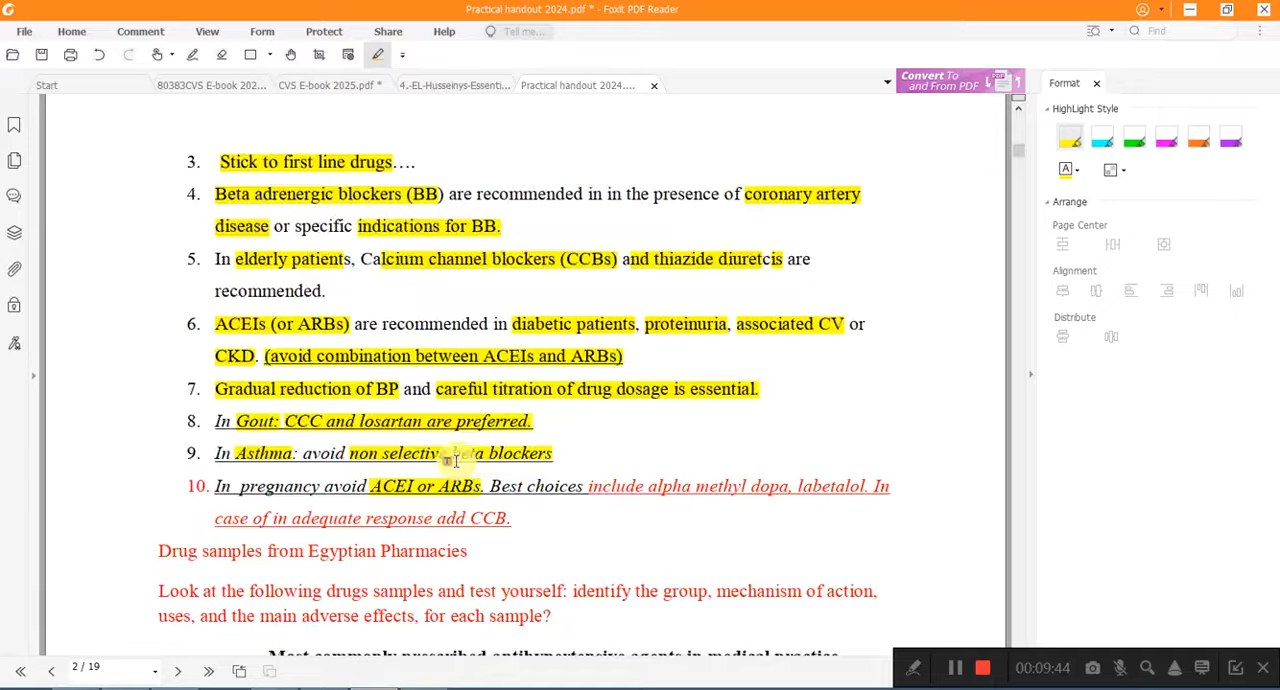 Practical handout 2024.pdf * - Foxit PDF Reader
File Home Comment View Form Protect Share Help Tell me... Find
Start 80383CVS E-book 202... CVS E-book 2025.pdf * 4.-EL-Husseinys-Essenti... Practical handout 2024....
Convert To
and From PDF
Format
HighLight Style
Arrange
Page Center
Alignment
Distribute
3. Stick to first line drugs….
4. Beta adrenergic blockers (BB) are recommended in in the presence of coronary artery
disease or specific indications for BB.
5. In elderly patients, Calcium channel blockers (CCBs) and thiazide diuretcis are
recommended.
6. ACEIs (or ARBs) are recommended in diabetic patients, proteinuria, associated CV or
CKD. (avoid combination between ACEIs and ARBs)
7. Gradual reduction of BP and careful titration of drug dosage is essential.
8. In Gout: CCC and losartan are preferred.
9. In Asthma: avoid non selective beta blockers
10. In pregnancy avoid ACEI or ARBs. Best choices include alpha methyl dopa, labetalol. In
case of in adequate response add CCB.
Drug samples from Egyptian Pharmacies
Look at the following drugs samples and test yourself: identify the group, mechanism of action,
uses, and the main adverse effects, for each sample?
Most commonly prescribed antihypertensive agents in medical practice
2 / 19
00:09:44